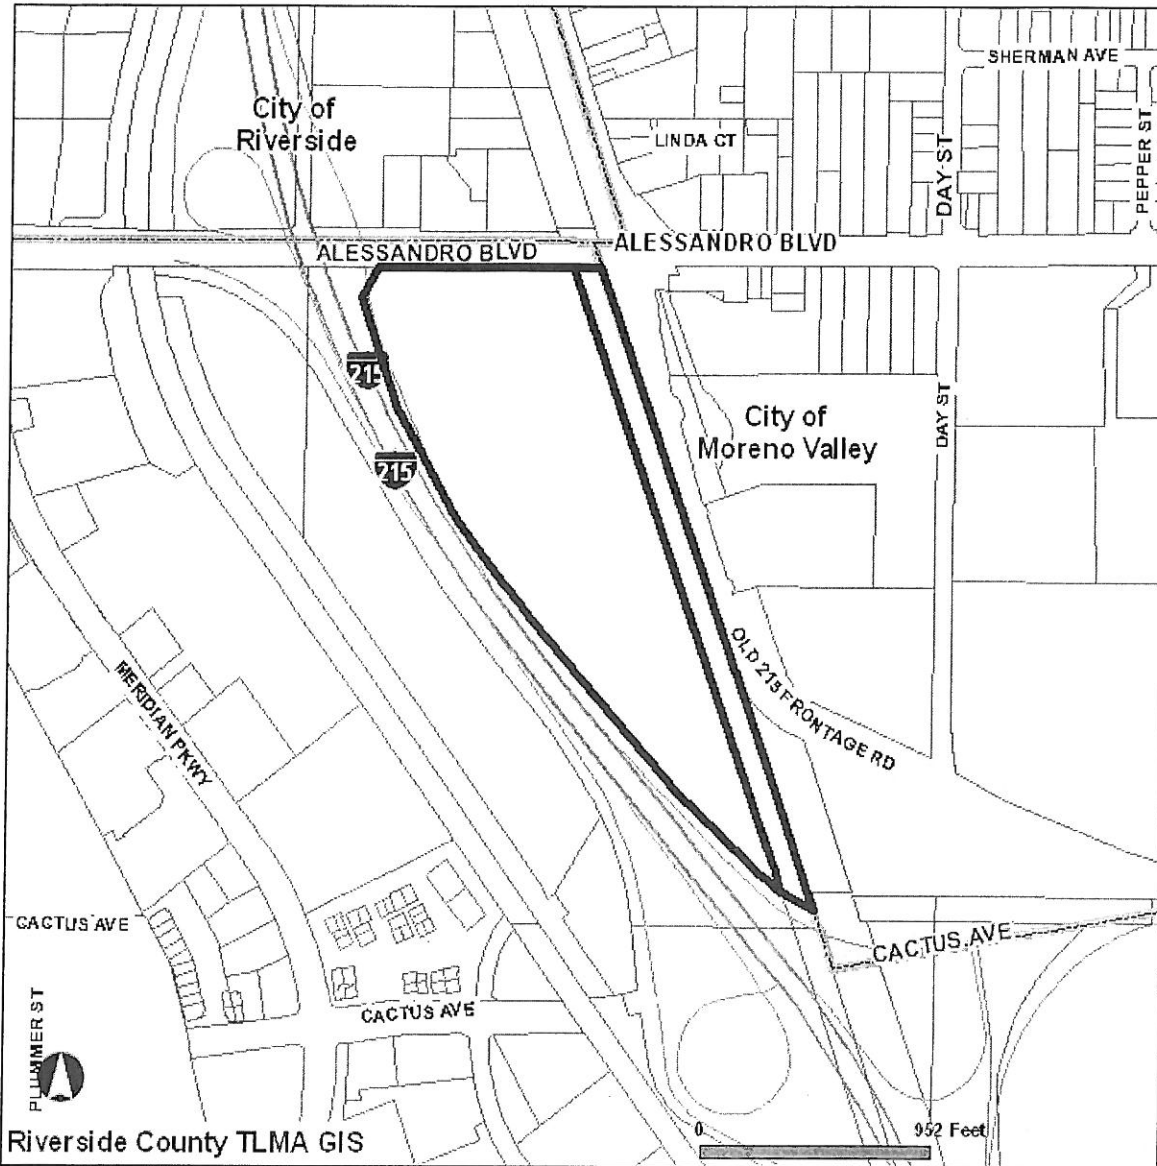 SHERMAN AVE
City of
Riverside
LINDA CT
DAY ST
PEPPER ST
ALESSANDRO BLVD
ALESSANDRO BLVD
215
City of
Moreno Valley
DAY ST
215
OLD 215 FRONTAGE RD
MERIDIAN PKWY
CACTUS AVE
CACTUS AVE
CACTUS AVE
PLUMMER ST
Riverside County TLMA GIS
0
952 Feet